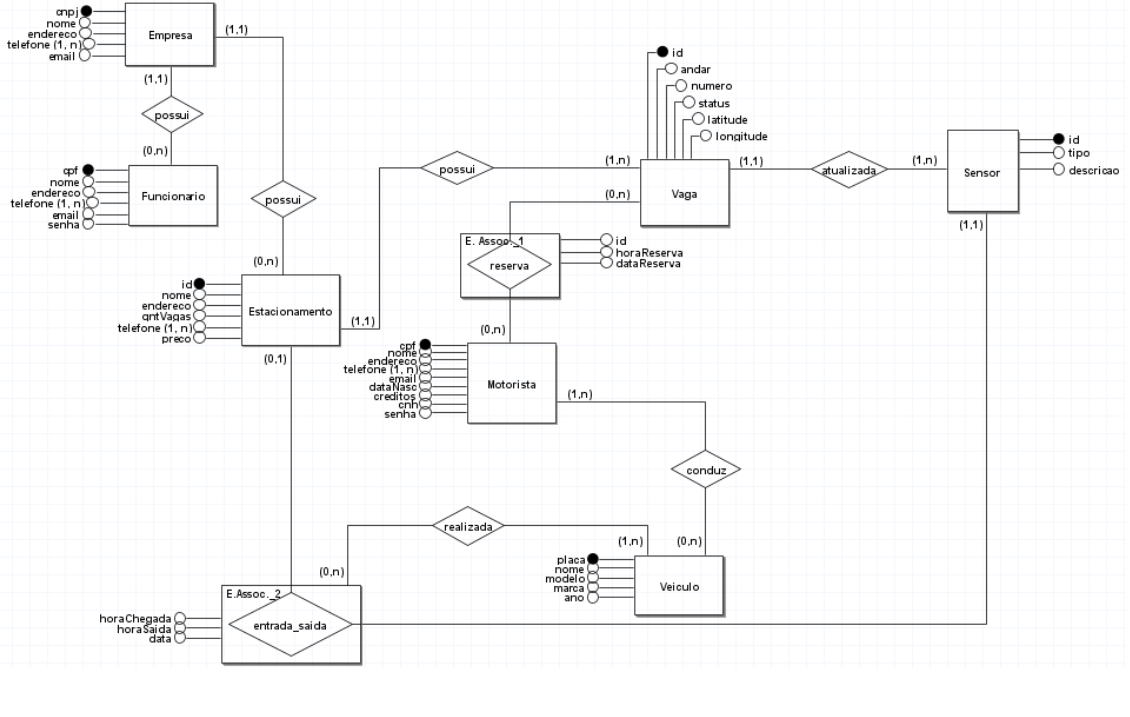 cnpj
nome
endereco
telefone (1, n)
email
Empresa
(1,1)
(1,1)
possui
(0,n)
cpf
nome
endereco
telefone (1, n)
email
senha
Funcionario
possui
(0,n)
id
nome
endereco
qntVagas
telefone (1, n)
preco
Estacionamento
(1,1)
(0,1)
possui
(1,n)
id
andar
numero
status
latitude
longitude
Vaga
(0,n)
(1,1)
atualizada
(1,n)
Sensor
id
tipo
descricao
(1,1)
E. Assoc._1
reserva
id
horaReserva
dataReserva
(0,n)
cpf
nome
endereco
telefone (1, n)
email
dataNasc
creditos
cnh
senha
Motorista
(1,n)
conduz
(0,n)
realizada
(1,n)
(0,n)
placa
nome
modelo
marca
ano
Veiculo
E.Assoc._2
entrada_saida
horaChegada
horaSaida
data